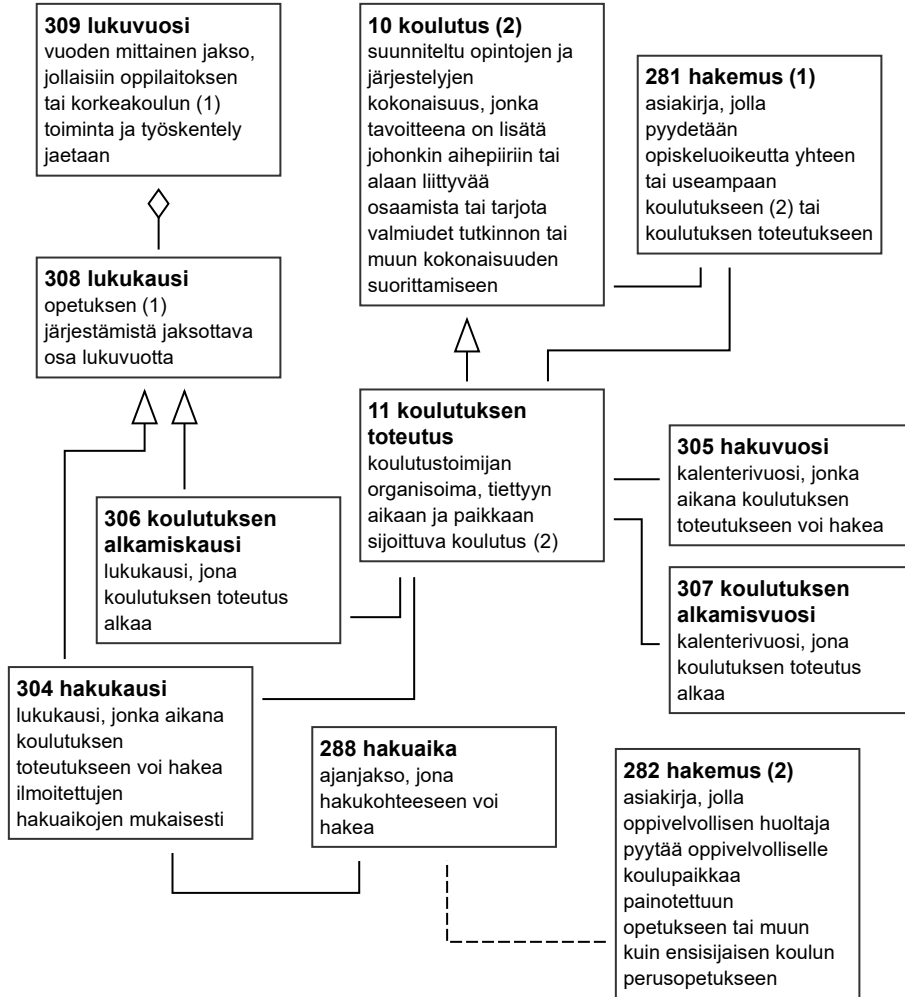 309 lukuvuosi
vuoden mittainen jakso,
jollaisiin oppilaitoksen
tai korkeakoulun (1)
toiminta ja työskentely
jaetaan
10 koulutus (2)
suunniteltu opintojen ja
järjestelyjen
kokonaisuus, jonka
tavoitteena on lisätä
johonkin aihepiiriin tai
alaan liittyvää
osaamista tai tarjota
valmiudet tutkinnon tai
muun kokonaisuuden
suorittamiseen
281 hakemus (1)
asiakirja, jolla
pyydetään
opiskeluoikeutta yhteen
tai useampaan
koulutukseen (2) tai
koulutuksen toteutukseen
308 lukukausi
opetuksen (1)
järjestämistä jaksottava
osa lukuvuotta
11 koulutuksen
toteutus
koulutustoimijan
organisoima, tiettyyn
aikaan ja paikkaan
sijoittuva koulutus (2)
305 hakuvuosi
kalenterivuosi, jonka
aikana koulutuksen
toteutukseen voi hakea
306 koulutuksen
alkamiskausi
lukukausi, jona
koulutuksen toteutus
alkaa
307 koulutuksen
alkamisvuosi
kalenterivuosi, jona
koulutuksen toteutus
alkaa
304 hakukausi
lukukausi, jonka aikana
koulutuksen
toteutukseen voi hakea
ilmoitettujen
hakuaikojen mukaisesti
288 hakuaika
ajanjakso, jona
hakukohteeseen voi
hakea
282 hakemus (2)
asiakirja, jolla
oppivelvollisen huoltaja
pyytää oppivelvolliselle
koulupaikkaa
painotettuun
opetukseen tai muun
kuin ensisijaisen koulun
perusopetukseen